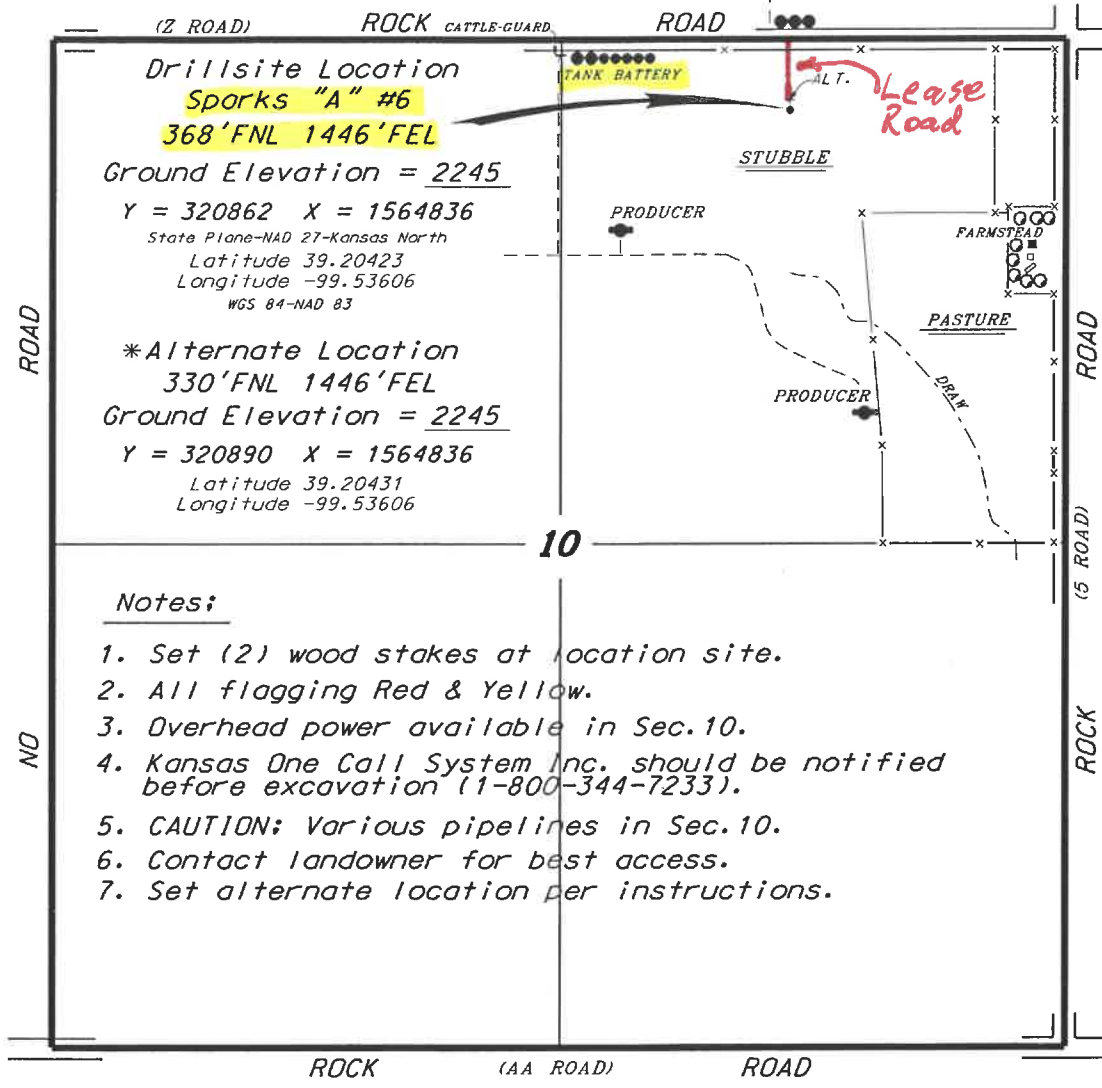 (Z ROAD) ROCK CATTLE-GUARD ROAD
Drillsite Location
Sparks "A" #6
368'FNL 1446'FEL
Ground Elevation = 2245
Y = 320862 X = 1564836
State Plane-NAD 27-Kansas North
Latitude 39.20423
Longitude -99.53606
WGS 84-NAD 83
*Alternate Location
330'FNL 1446'FEL
Ground Elevation = 2245
Y = 320890 X = 1564836
Latitude 39.20431
Longitude -99.53606
TANK BATTERY
ALT.
Lease
Road
STUBBLE
PRODUCER
FARMSTEAD
PASTURE
PRODUCER
DRAW
10
ROAD
NO
ROAD
(5 ROAD)
ROCK
Notes:
1. Set (2) wood stakes at location site.
2. All flagging Red & Yellow.
3. Overhead power available in Sec.10.
4. Kansas One Call System Inc. should be notified
before excavation (1-800-344-7233).
5. CAUTION: Various pipelines in Sec.10.
6. Contact landowner for best access.
7. Set alternate location per instructions.
ROCK (AA ROAD) ROAD